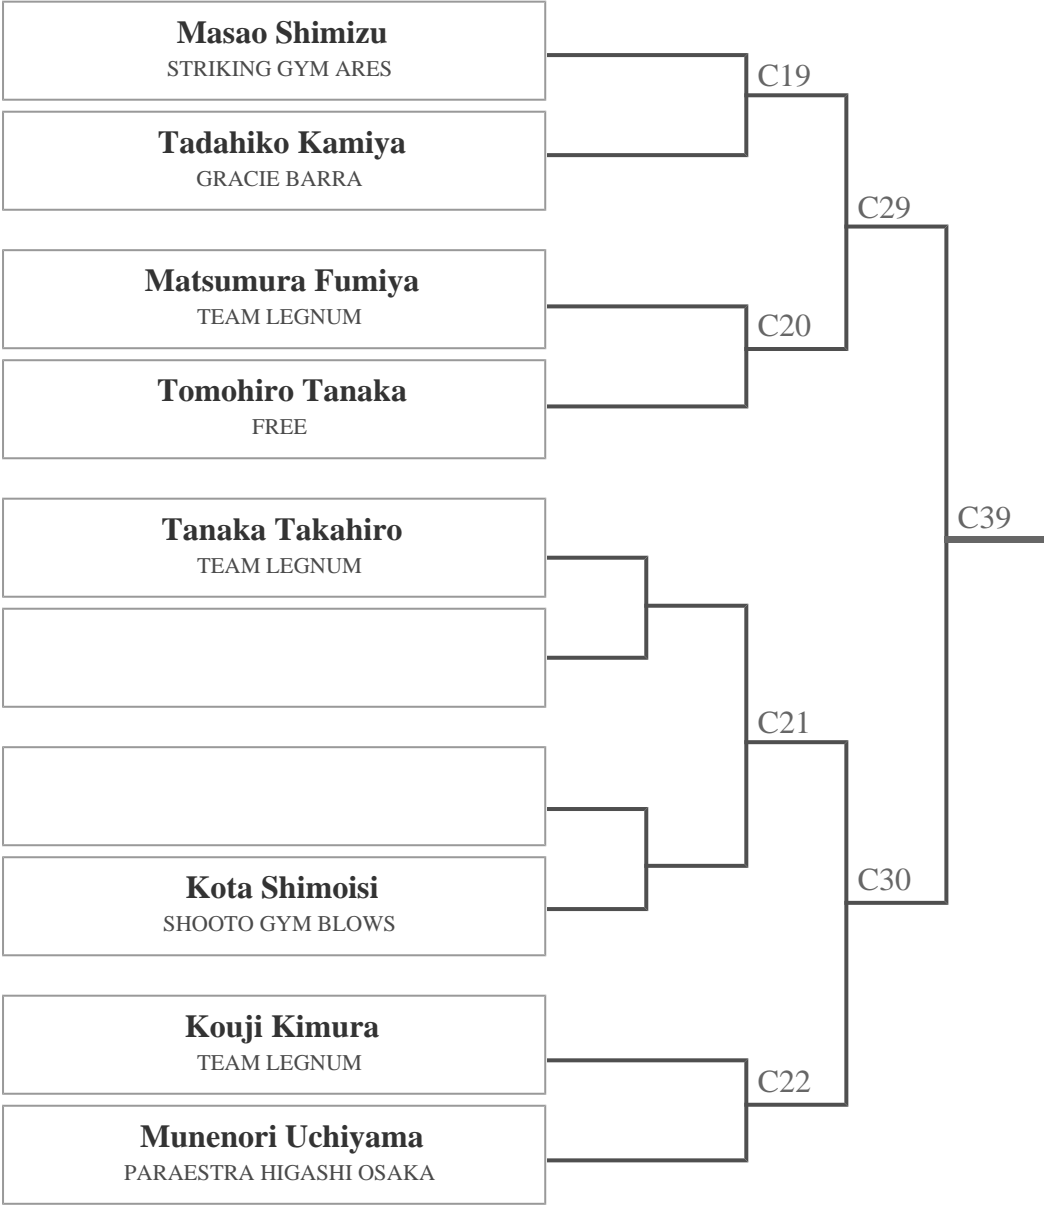 Masao Shimizu
STRIKING GYM ARES
C19
Tadahiko Kamiya
GRACIE BARRA
C29
Matsumura Fumiya
TEAM LEGNUM
C20
Tomohiro Tanaka
FREE
C39
Tanaka Takahiro
TEAM LEGNUM
C21
Kota Shimoisi
SHOOTO GYM BLOWS
C30
Kouji Kimura
TEAM LEGNUM
C22
Munenori Uchiyama
PARAESTRA HIGASHI OSAKA